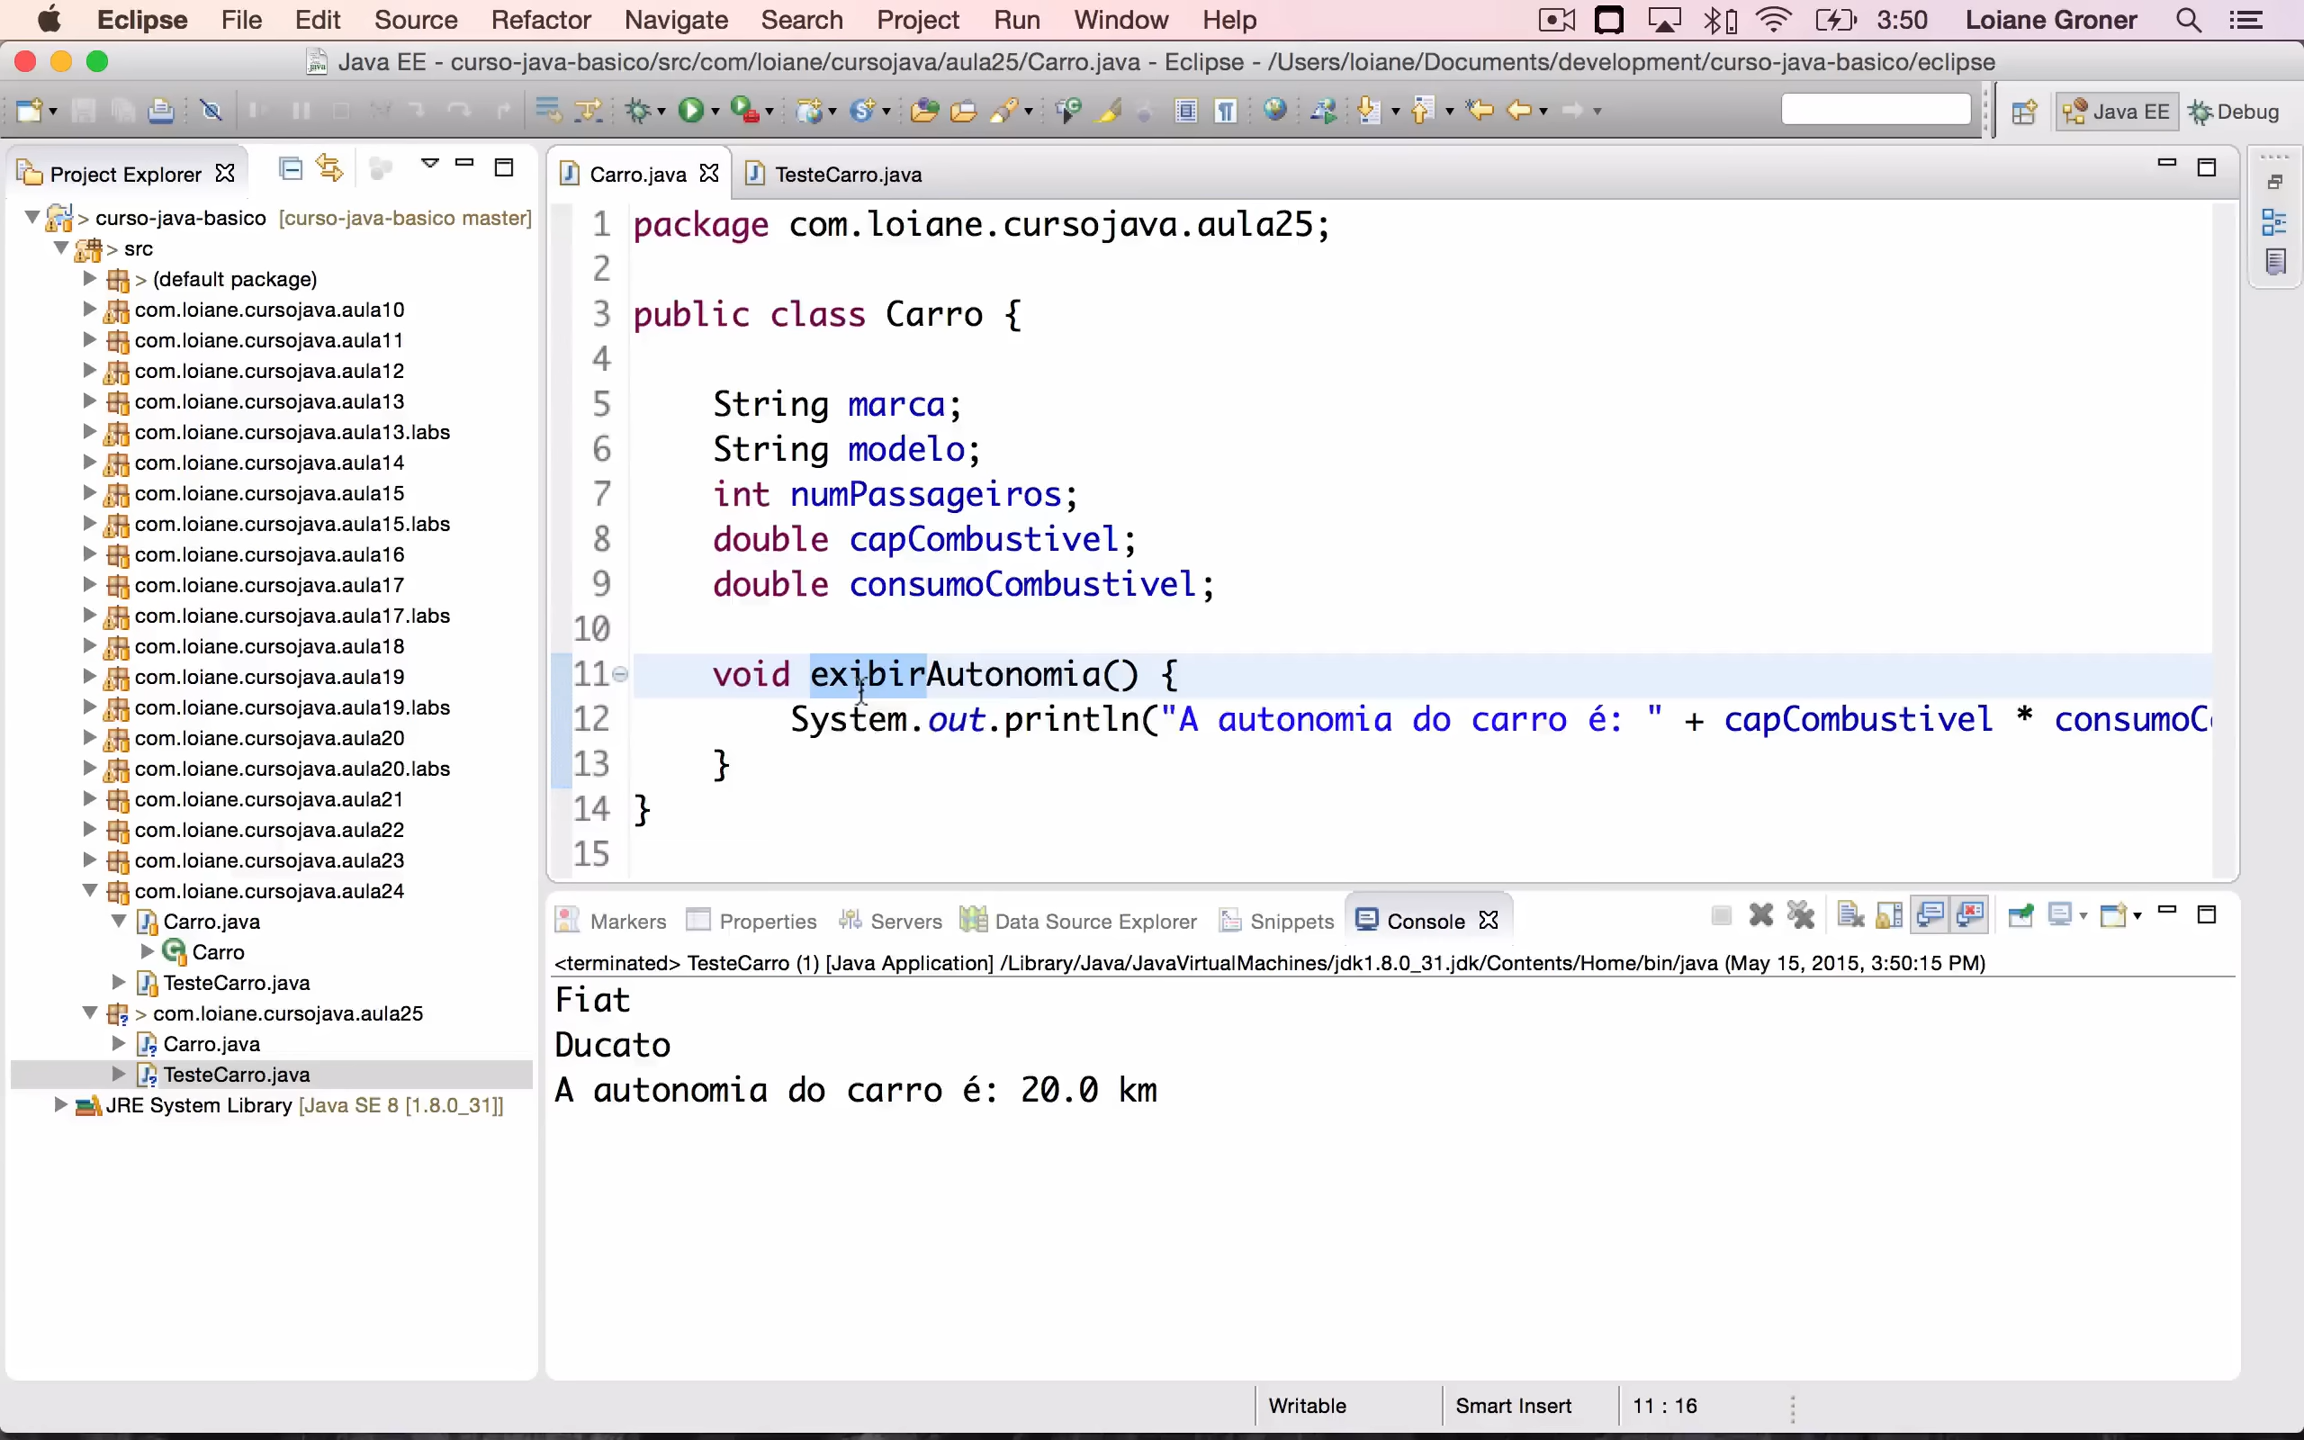 Eclipse File Edit Source Refactor Navigate Search Project Run Window Help 3:50 Loiane Groner
Java EE - curso-java-basico/src/com/loiane/cursojava/aula25/Carro.java - Eclipse - /Users/loiane/Documents/development/curso-java-basico/eclipse
Java EE Debug
Project Explorer
> curso-java-basico [curso-java-basico master]
> src
> (default package)
com.loiane.cursojava.aula10
com.loiane.cursojava.aula11
com.loiane.cursojava.aula12
com.loiane.cursojava.aula13
com.loiane.cursojava.aula13.labs
com.loiane.cursojava.aula14
com.loiane.cursojava.aula15
com.loiane.cursojava.aula15.labs
com.loiane.cursojava.aula16
com.loiane.cursojava.aula17
com.loiane.cursojava.aula17.labs
com.loiane.cursojava.aula18
com.loiane.cursojava.aula19
com.loiane.cursojava.aula19.labs
com.loiane.cursojava.aula20
com.loiane.cursojava.aula20.labs
com.loiane.cursojava.aula21
com.loiane.cursojava.aula22
com.loiane.cursojava.aula23
com.loiane.cursojava.aula24
Carro.java
Carro
TesteCarro.java
> com.loiane.cursojava.aula25
Carro.java
TesteCarro.java
JRE System Library [Java SE 8 [1.8.0_31]]
Carro.java TesteCarro.java
1 package com.loiane.cursojava.aula25;
2
3 public class Carro {
4
5 String marca;
6 String modelo;
7 int numPassageiros;
8 double capCombustivel;
9 double consumoCombustivel;
10
11 void exibirAutonomia() {
12 System.out.println("A autonomia do carro é: " + capCombustivel * consumoC
13 }
14 }
15
Markers Properties Servers Data Source Explorer Snippets Console
<terminated> TesteCarro (1) [Java Application] /Library/Java/JavaVirtualMachines/jdk1.8.0_31.jdk/Contents/Home/bin/java (May 15, 2015, 3:50:15 PM)
Fiat
Ducato
A autonomia do carro é: 20.0 km
Writable Smart Insert 11 : 16